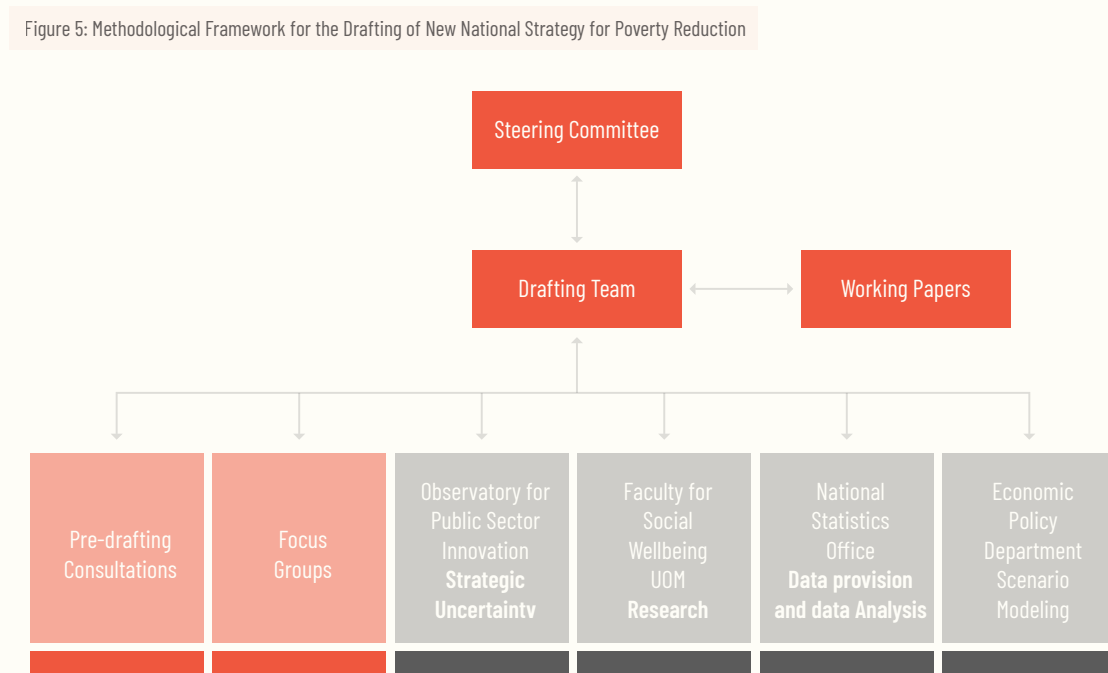 Figure 5: Methodological Framework for the Drafting of New National Strategy for Poverty Reduction
Steering Committee
Drafting Team
Working Papers
Pre-drafting
Consultations
Focus
Groups
Observatory for
Public Sector
Innovation
Strategic
Uncertainty
Faculty for
Social
Wellbeing
UOM
Research
National
Statistics
Office
Data provision
and data Analysis
Economic
Policy
Department
Scenario
Modeling